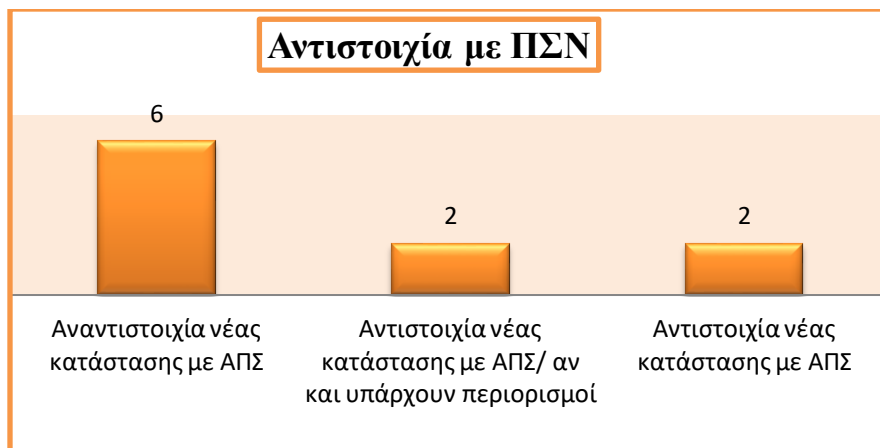 Αντιστοιχία με ΠΣΝ
6
2
2
Αναντιστοιχία νέας
κατάστασης με ΑΠΣ
Αντιστοιχία νέας
κατάστασης με ΑΠΣ/ αν
και υπάρχουν περιορισμοί
Αντιστοιχία νέας
κατάστασης με ΑΠΣ